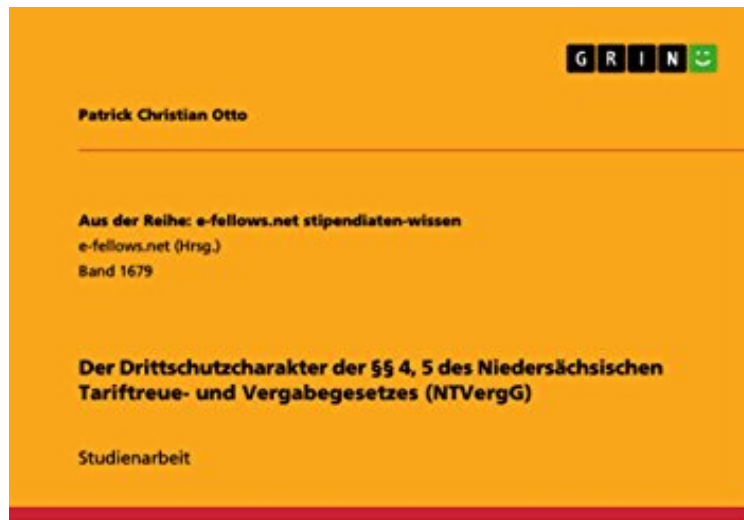 GRIN
Patrick Christian Otto
Aus der Reihe: e-fellows.net stipendiaten-wissen
e-fellows.net (Hrsg.)
Band 1679
Der Drittschutzcharakter der §§ 4, 5 des Niedersächsischen
Tariftreue- und Vergabegesetzes (NTVergG)
Studienarbeit